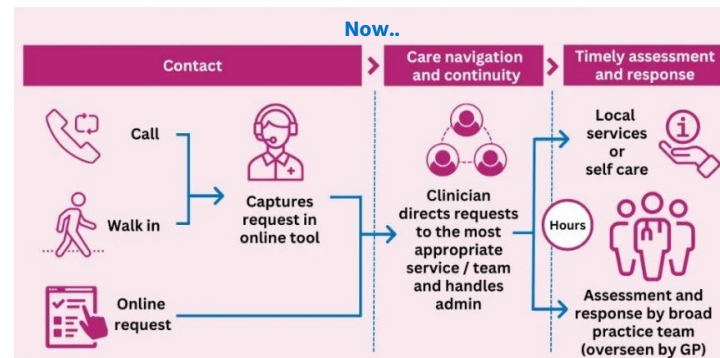 Now..
Contact
Care navigation
and continuity
Timely assessment
and response
Call
Walk in
Captures
request in
online tool
Online
request
Clinician
directs requests
to the most
appropriate
service / team
and handles
admin
Hours
Local
services
or
self care
Assessment and
response by broad
practice team
(overseen by GP)